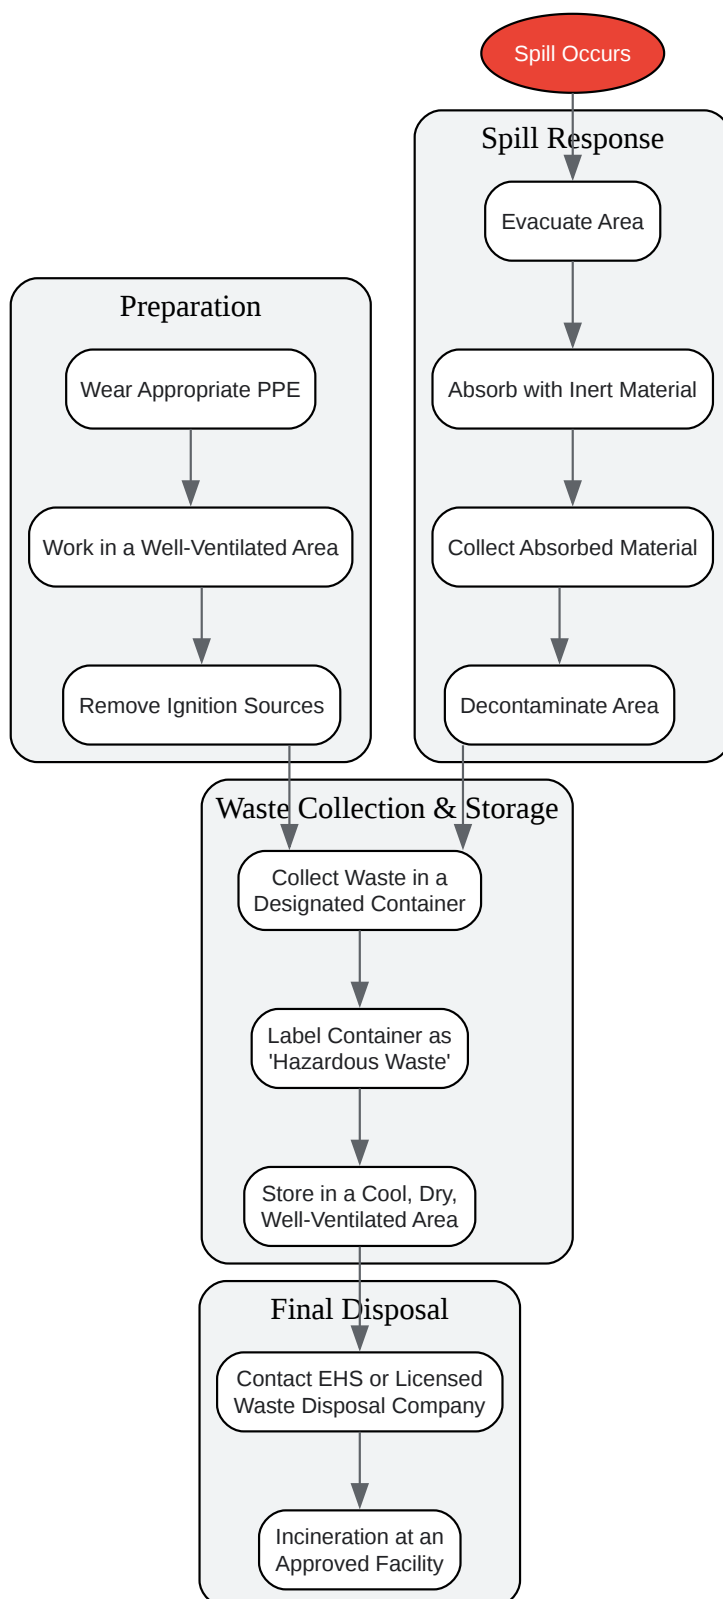 Spill Occurs
Spill Response
Evacuate Area
Absorb with Inert Material
Collect Absorbed Material
Decontaminate Area
Preparation
Wear Appropriate PPE
Work in a Well-Ventilated Area
Remove Ignition Sources
Waste Collection & Storage
Collect Waste in a
Designated Container
Label Container as
'Hazardous Waste'
Store in a Cool, Dry,
Well-Ventilated Area
Final Disposal
Contact EHS or Licensed
Waste Disposal Company
Incineration at an
Approved Facility